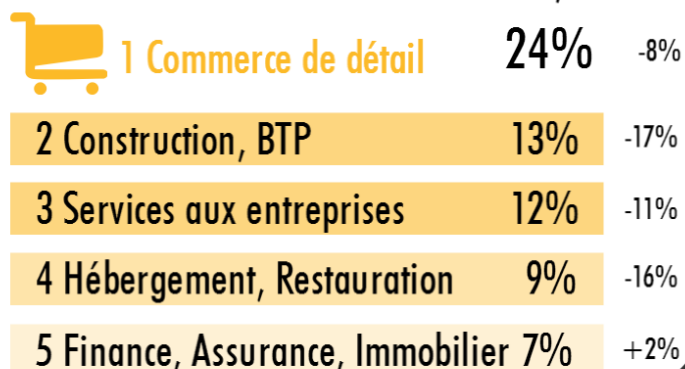 1 Commerce de détail 24% -8%
2 Construction, BTP 13% -17%
3 Services aux entreprises 12% -11%
4 Hébergement, Restauration 9% -16%
5 Finance, Assurance, Immobilier 7% +2%